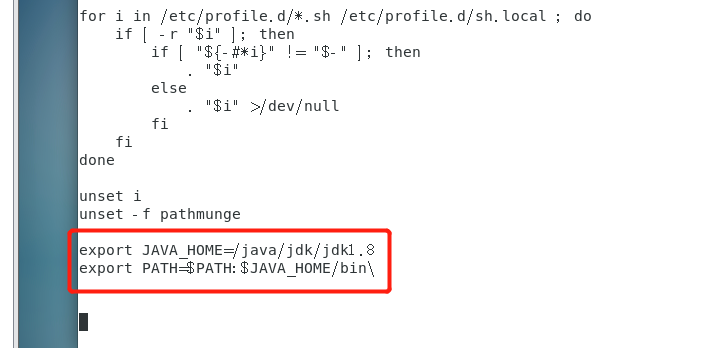 for i in /etc/profile.d/*.sh /etc/profile.d/sh.local ; do
    if [ -r "$i" ]; then
        if [ "${-#*i}" != "$-" ]; then
            . "$i"
        else
            . "$i" >/dev/null
        fi
    fi
done

unset i
unset -f pathmunge

export JAVA_HOME=/java/jdk/jdk1.8
export PATH=$PATH:$JAVA_HOME/bin\